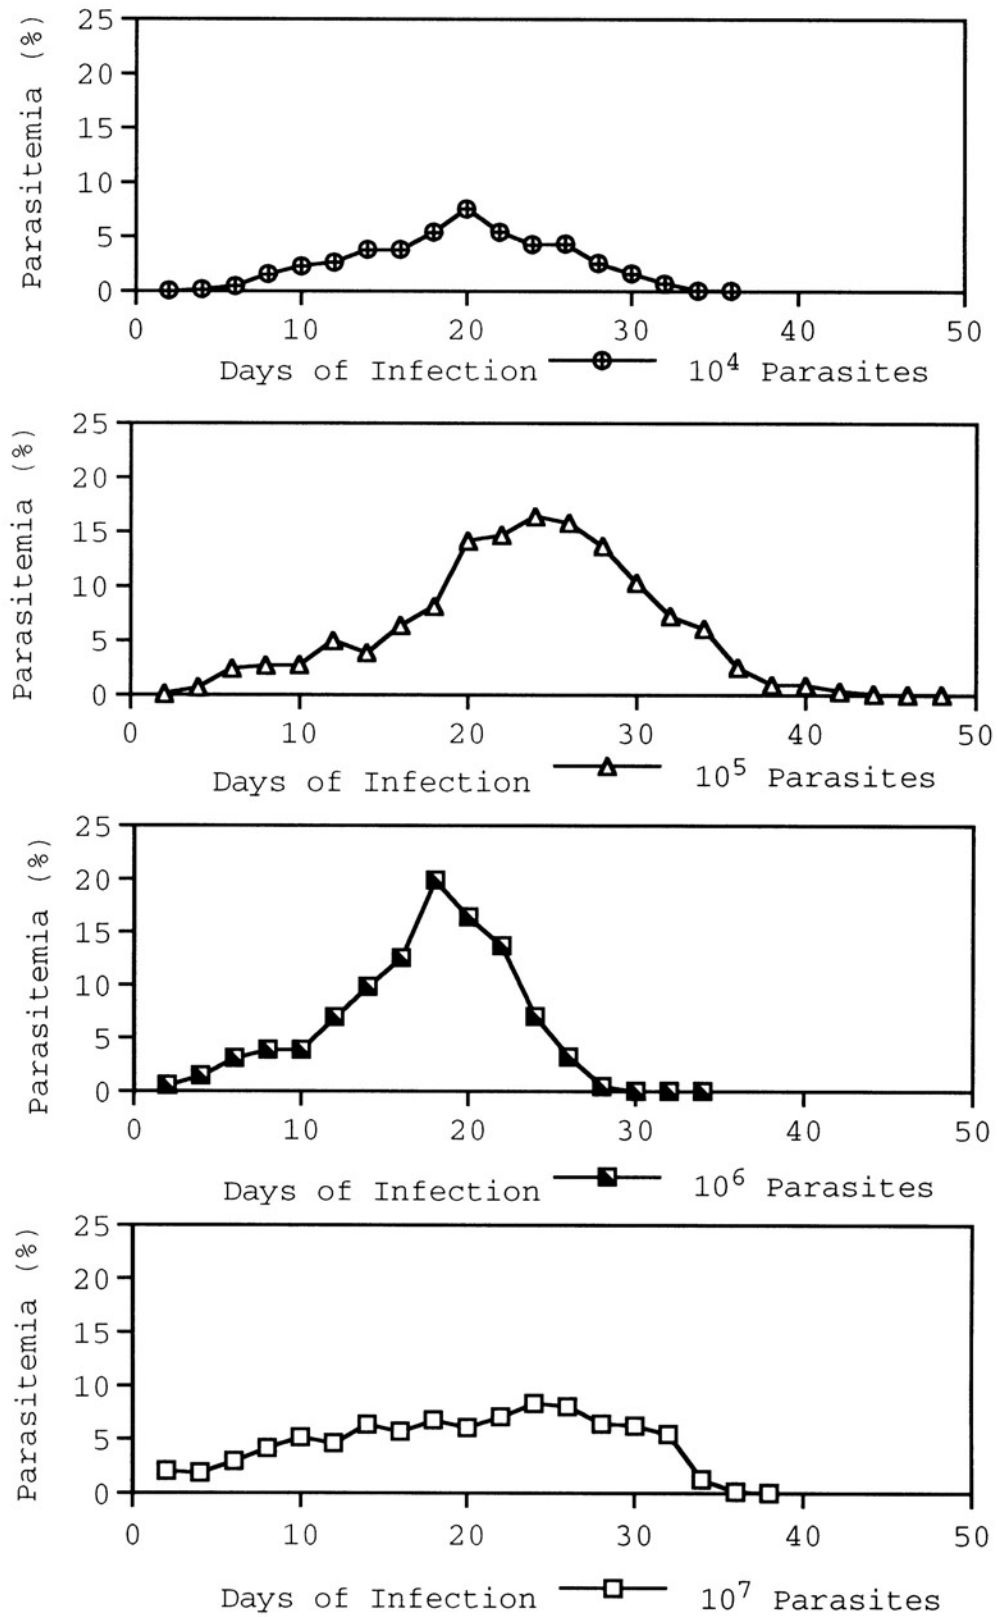 Parasitemia (%)
25
20
15
10
5
0
0 10 20 30 40 50
Days of Infection 10⁴ Parasites
Parasitemia (%)
25
20
15
10
5
0
0 10 20 30 40 50
Days of Infection 10⁵ Parasites
Parasitemia (%)
25
20
15
10
5
0
0 10 20 30 40 50
Days of Infection 10⁶ Parasites
Parasitemia (%)
25
20
15
10
5
0
0 10 20 30 40 50
Days of Infection 10⁷ Parasites